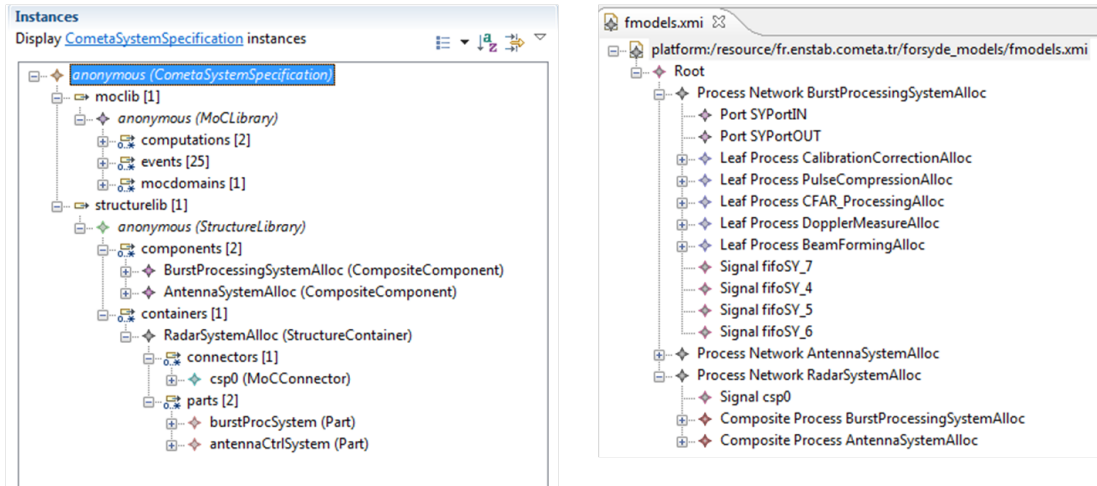 Instances
Display CometaSystemSpecification instances
anonymous (CometaSystemSpecification)
moclib [1]
anonymous (MoCLibrary)
computations [2]
events [25]
mocdomains [1]
structurelib [1]
anonymous (StructureLibrary)
components [2]
BurstProcessingSystemAlloc (CompositeComponent)
AntennaSystemAlloc (CompositeComponent)
containers [1]
RadarSystemAlloc (StructureContainer)
connectors [1]
csp0 (MoCConnector)
parts [2]
burstProcSystem (Part)
antennaCtrlSystem (Part)
fmodels.xmi
platform:/resource/fr.enstab.cometa.tr/forsyde_models/fmodels.xmi
Root
Process Network BurstProcessingSystemAlloc
Port SYPortIN
Port SYPortOUT
Leaf Process CalibrationCorrectionAlloc
Leaf Process PulseCompressionAlloc
Leaf Process CFAR_ProcessingAlloc
Leaf Process DopplerMeasureAlloc
Leaf Process BeamFormingAlloc
Signal fifoSY_7
Signal fifoSY_4
Signal fifoSY_5
Signal fifoSY_6
Process Network AntennaSystemAlloc
Process Network RadarSystemAlloc
Signal csp0
Composite Process BurstProcessingSystemAlloc
Composite Process AntennaSystemAlloc